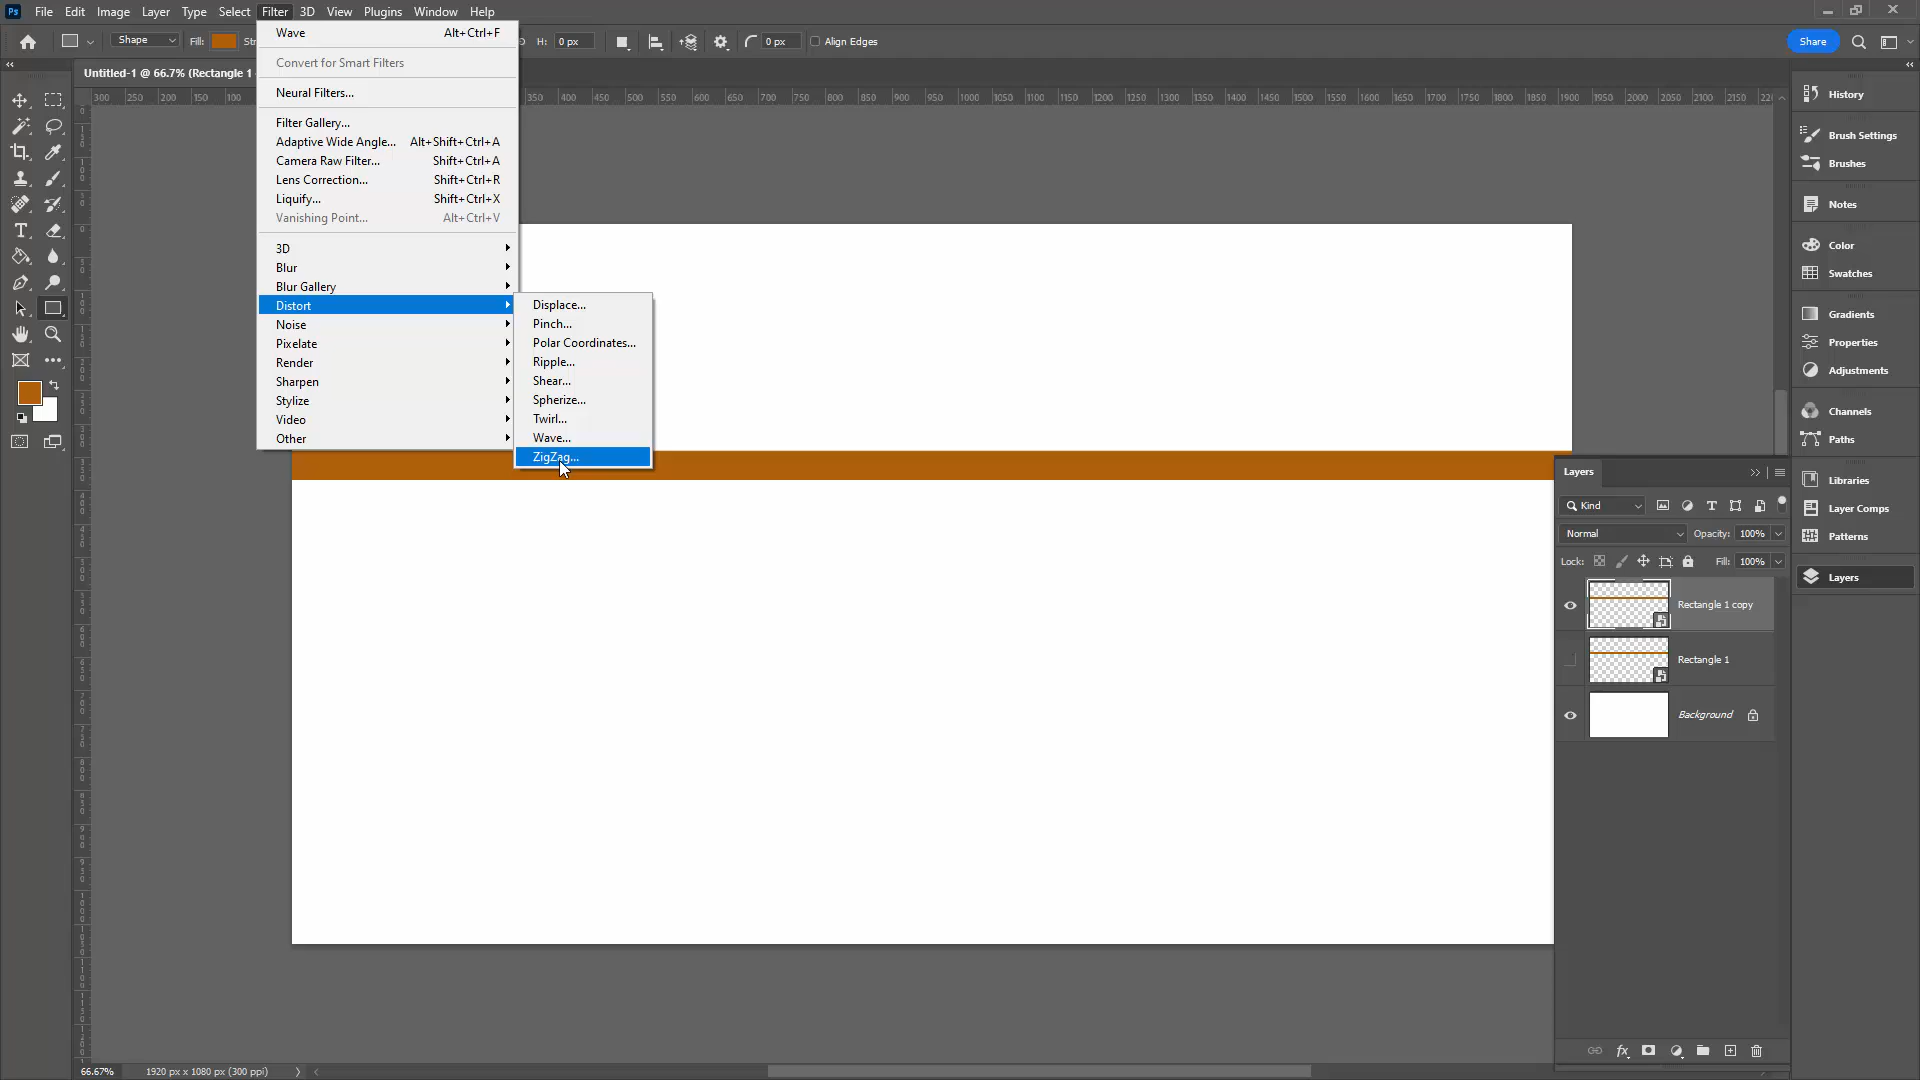 Ps File Edit Image Layer Type Select Filter 3D View Plugins Window Help
Shape Fill: H: 0 px 0 px Align Edges Share
Untitled-1 @ 66.7% (Rectangle 1
300 250 200 150 100 350 400 450 500 550 600 650 700 750 800 850 900 950 1000 1050 1100 1150 1200 1250 1300 1350 1400 1450 1500 1550 1600 1650 1700 1750 1800 1850 1900 1950 2000 2050 2100 2150
Wave Alt+Ctrl+F
Convert for Smart Filters
Neural Filters...
Filter Gallery...
Adaptive Wide Angle... Alt+Shift+Ctrl+A
Camera Raw Filter... Shift+Ctrl+A
Lens Correction... Shift+Ctrl+R
Liquify... Shift+Ctrl+X
Vanishing Point... Alt+Ctrl+V
3D
Blur
Blur Gallery
Distort
Noise
Pixelate
Render
Sharpen
Stylize
Video
Other
Displace...
Pinch...
Polar Coordinates...
Ripple...
Shear...
Spherize...
Twirl...
Wave...
ZigZag...
History
Brush Settings
Brushes
Notes
Color
Swatches
Gradients
Properties
Adjustments
Channels
Paths
Libraries
Layer Comps
Patterns
Layers
Layers
Kind
Normal Opacity: 100%
Lock: Fill: 100%
Rectangle 1 copy
Rectangle 1
Background
66.67% 1920 px x 1080 px (300 ppi)